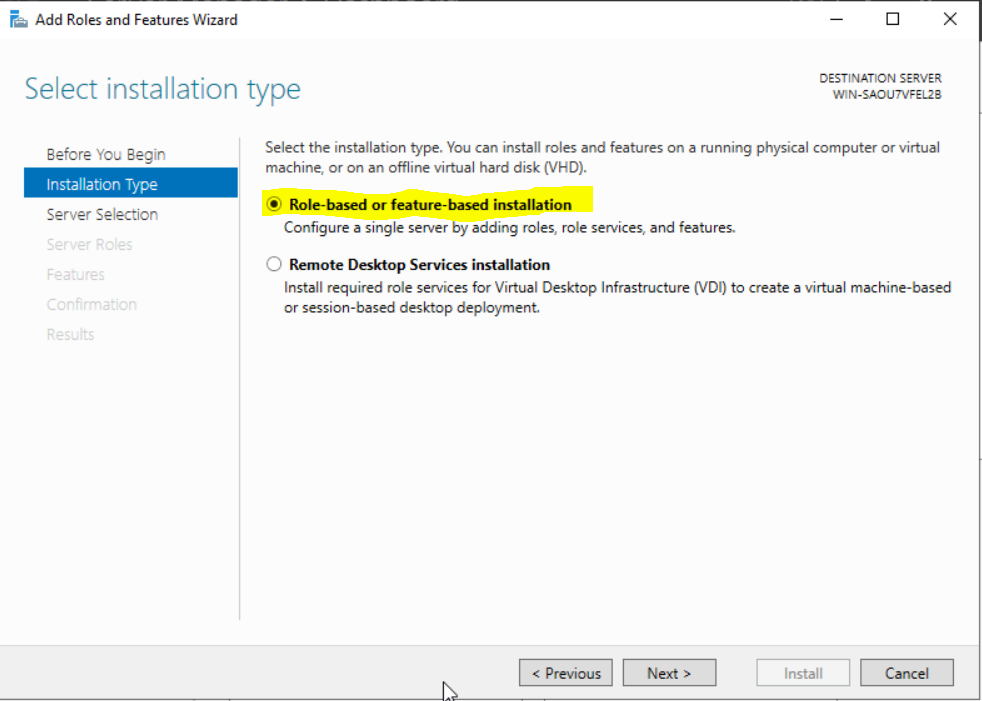 Add Roles and Features Wizard
Select installation type
DESTINATION SERVER
WIN-SAOU7VFEL2B
Before You Begin
Installation Type
Server Selection
Server Roles
Features
Confirmation
Results
Select the installation type. You can install roles and features on a running physical computer or virtual
machine, or on an offline virtual hard disk (VHD).
Role-based or feature-based installation
Configure a single server by adding roles, role services, and features.
Remote Desktop Services installation
Install required role services for Virtual Desktop Infrastructure (VDI) to create a virtual machine-based
or session-based desktop deployment.
< Previous
Next >
Install
Cancel